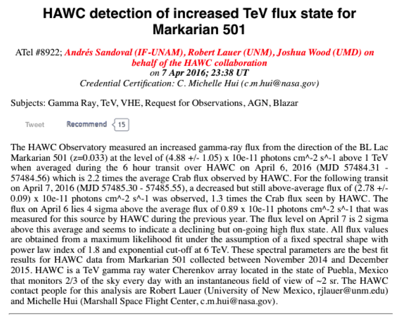 HAWC detection of increased TeV flux state for
Markarian 501
ATel #8922; Andrés Sandoval (IF-UNAM), Robert Lauer (UNM), Joshua Wood (UMD) on
behalf of the HAWC collaboration
on 7 Apr 2016; 23:38 UT
Credential Certification: C. Michelle Hui (c.m.hui@nasa.gov)
Subjects: Gamma Ray, TeV, VHE, Request for Observations, AGN, Blazar
Tweet
Recommend
15
The HAWC Observatory measured an increased gamma-ray flux from the direction of the BL Lac
Markarian 501 (z=0.033) at the level of (4.88 +/- 1.05) x 10e-11 photons cm^-2 s^-1 above 1 TeV
when averaged during the 6 hour transit over HAWC on April 6, 2016 (MJD 57484.31 -
57484.56) which is 2.2 times the average Crab flux observed by HAWC. For the following transit
on April 7, 2016 (MJD 57485.30 - 57485.55), a decreased but still above-average flux of (2.78 +/-
0.09) x 10e-11 photons cm^-2 s^-1 was observed, 1.3 times the Crab flux seen by HAWC. The
flux on April 6 lies 4 sigma above the average flux of 0.89 x 10e-11 photons cm^-2 s^-1 that was
measured for this source by HAWC during the previous year. The flux level on April 7 is 2 sigma
above this average and seems to indicate a declining but on-going high flux state. All flux values
are obtained from a maximum likelihood fit under the assumption of a fixed spectral shape with
power law index of 1.8 and exponential cut-off at 6 TeV. These spectral parameters are the best fit
results for HAWC data from Markarian 501 collected between November 2014 and December
2015. HAWC is a TeV gamma ray water Cherenkov array located in the state of Puebla, Mexico
that monitors 2/3 of the sky every day with an instantaneous field of view of ~2 sr. The HAWC
contact people for this analysis are Robert Lauer (University of New Mexico, rjlauer@unm.edu)
and Michelle Hui (Marshall Space Flight Center, c.m.hui@nasa.gov).